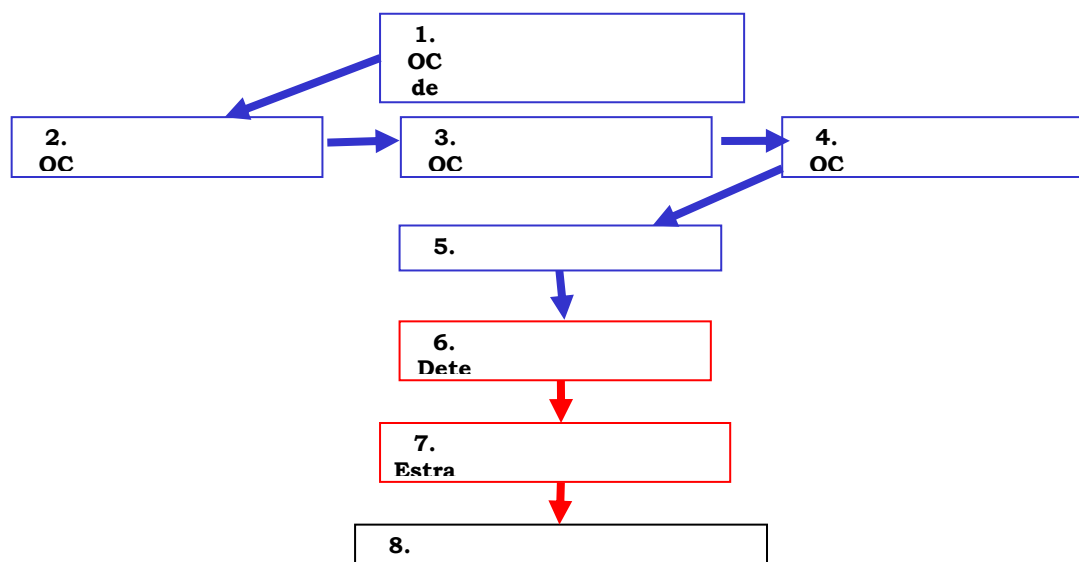 1.
OC
de
2.
OC
3.
OC
4.
OC
5.
6.
Dete
7.
Estra
8.